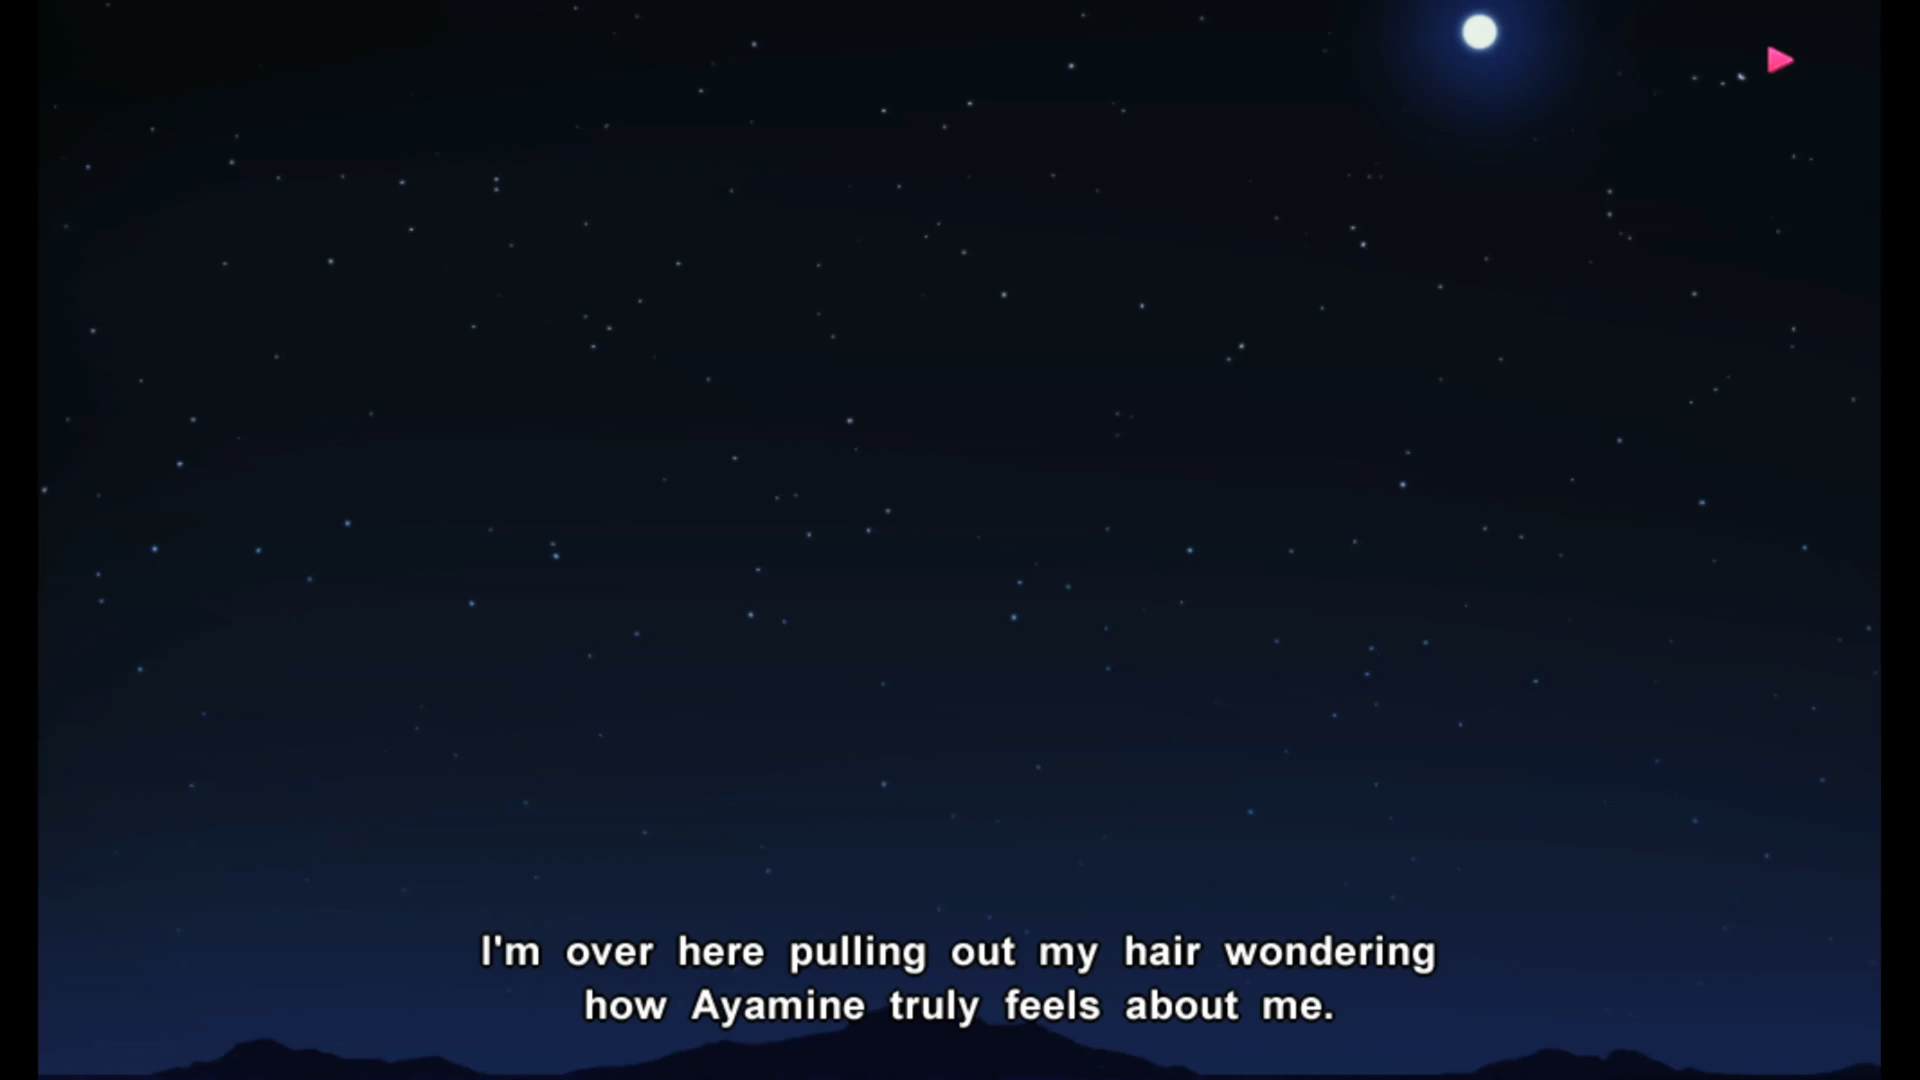 I'm over here pulling out my hair wondering
how Ayamine truly feels about me.